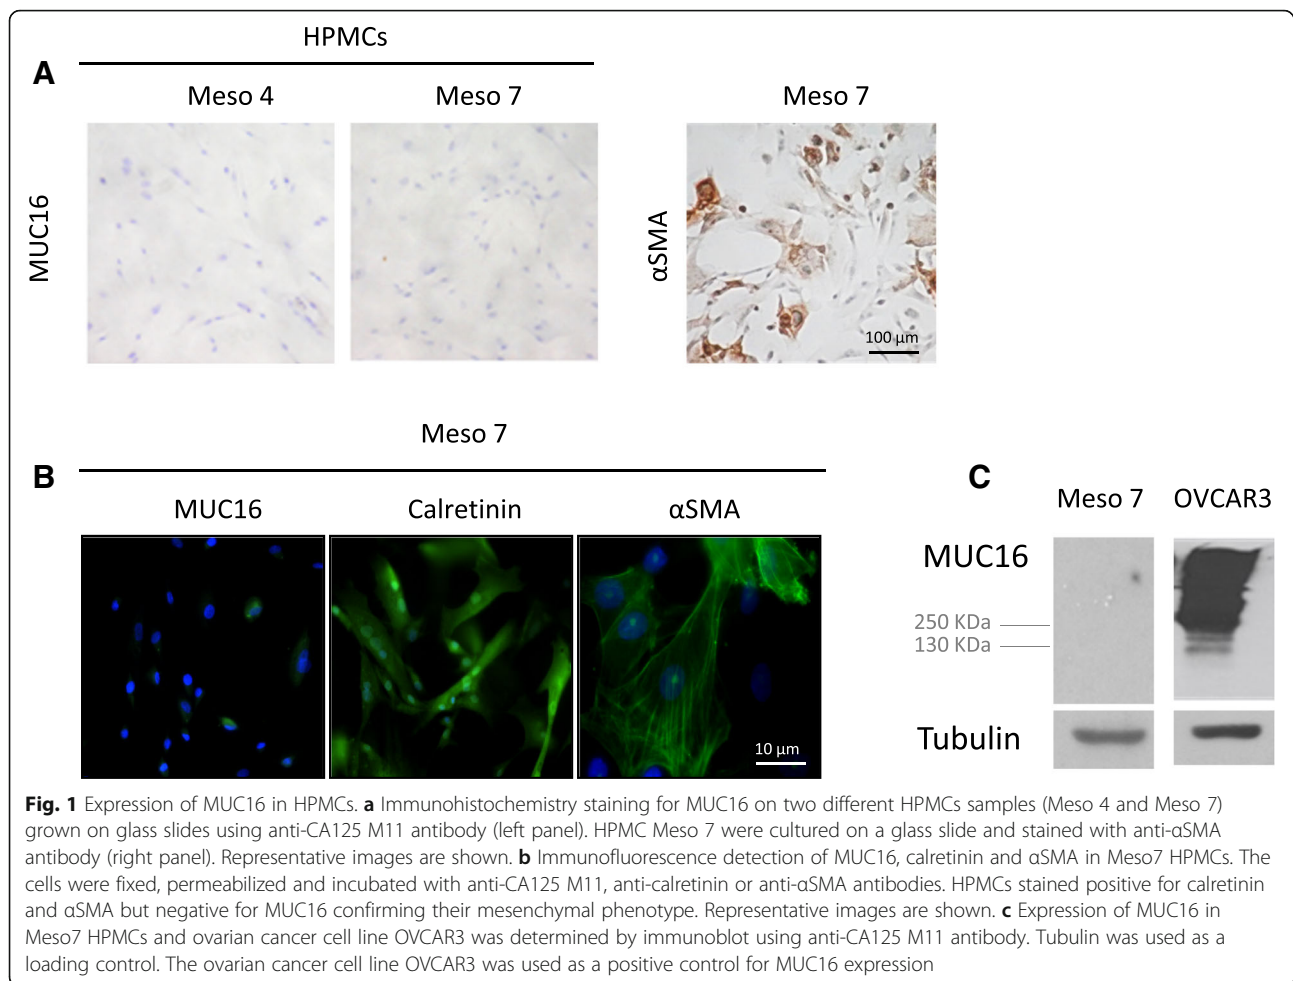 HPMCs
A
Meso 4
Meso 7
Meso 7
MUC16
αSMA
100 µm
Meso 7
B
MUC16
Calretinin
αSMA
10 µm
C
Meso 7
OVCAR3
MUC16
250 KDa
130 KDa
Tubulin
Fig. 1 Expression of MUC16 in HPMCs. a Immunohistochemistry staining for MUC16 on two different HPMCs samples (Meso 4 and Meso 7)
grown on glass slides using anti-CA125 M11 antibody (left panel). HPMC Meso 7 were cultured on a glass slide and stained with anti-αSMA
antibody (right panel). Representative images are shown. b Immunofluorescence detection of MUC16, calretinin and αSMA in Meso7 HPMCs. The
cells were fixed, permeabilized and incubated with anti-CA125 M11, anti-calretinin or anti-αSMA antibodies. HPMCs stained positive for calretinin
and αSMA but negative for MUC16 confirming their mesenchymal phenotype. Representative images are shown. c Expression of MUC16 in
Meso7 HPMCs and ovarian cancer cell line OVCAR3 was determined by immunoblot using anti-CA125 M11 antibody. Tubulin was used as a
loading control. The ovarian cancer cell line OVCAR3 was used as a positive control for MUC16 expression